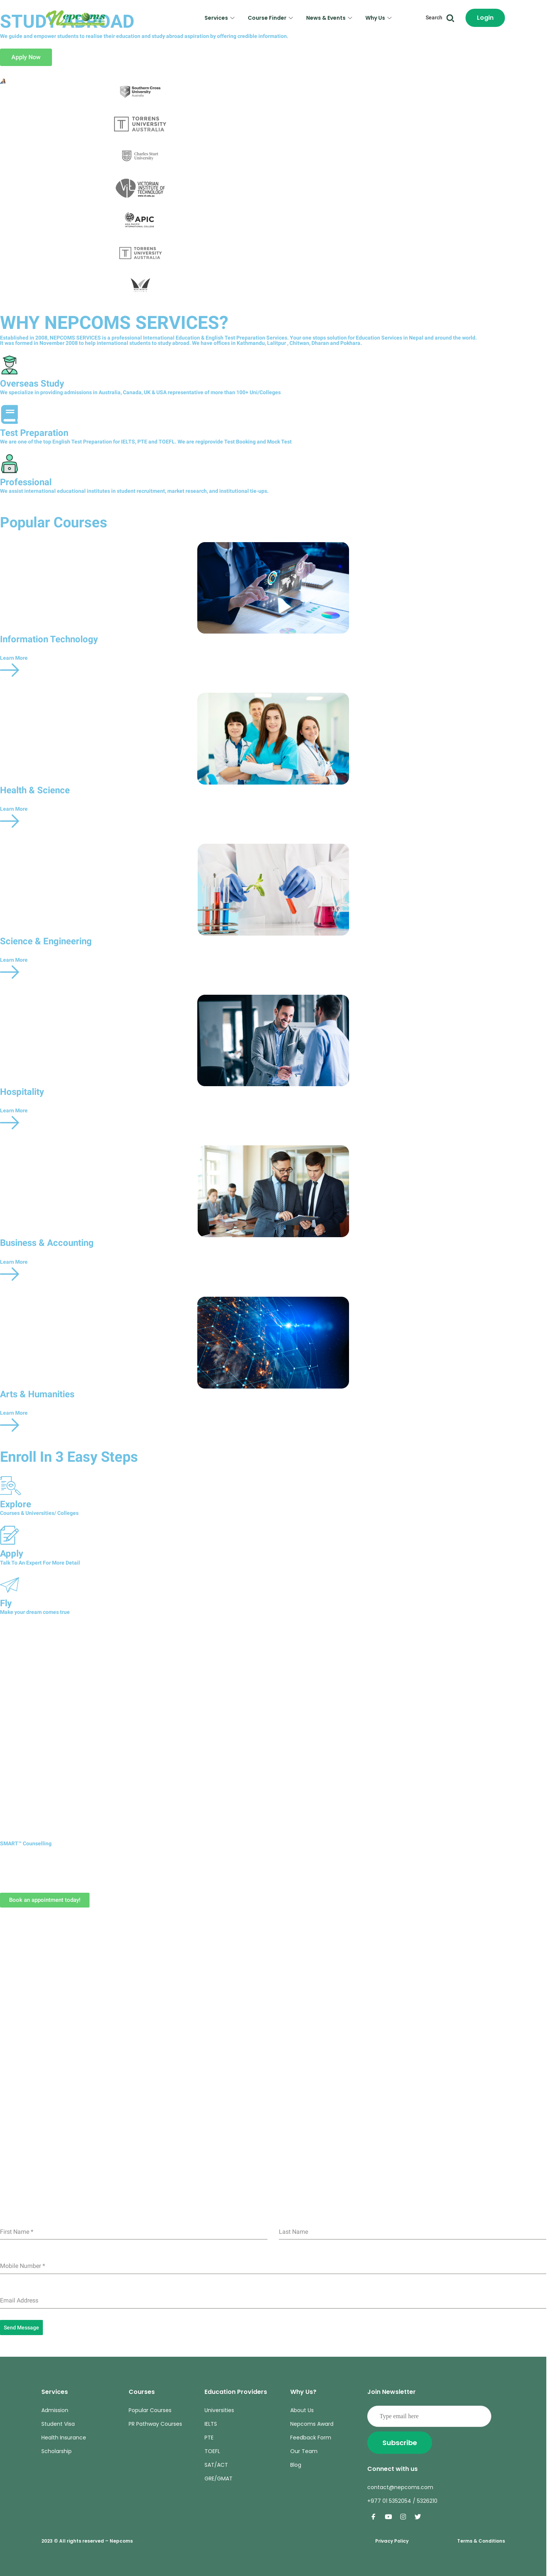 Nepcoms
Services
Course Finder
News & Events
Why Us
Search
Login
STUDY ABROAD
We guide and empower students to realise their education and study abroad aspiration by offering credible information.
Apply Now
Southern Cross
University
Australia
TORRENS
UNIVERSITY
AUSTRALIA
Charles Sturt
University
VICTORIAN
INSTITUTE OF
TECHNOLOGY
APIC
TORRENS
UNIVERSITY
AUSTRALIA
WHY NEPCOMS SERVICES?
Established in 2008, NEPCOMS SERVICES is a professional International Education & English Test Preparation Services. Your one stops solution for Education Services in Nepal and around the world.
It was formed in November 2008 to help international students to study abroad. We have offices in Kathmandu, Lalitpur , Chitwan, Dharan and Pokhara.
Overseas Study
We specialize in providing admissions in Australia, Canada, UK & USA repreventative of more than 100+ Uni/Colleges
Test Preparation
We are one of the top English Test Preparation for IELTS, PTE and TOEFL. We are regiprovide Test Booking and Mock Test
Professional
We assist international educational institutes in student recruitment, market research, and institutional tie-ups.
Popular Courses
Information Technology
Learn More
Health & Science
Learn More
Science & Engineering
Learn More
Hospitality
Learn More
Business & Accounting
Learn More
Arts & Humanities
Learn More
Enroll In 3 Easy Steps
Explore
Courses & Universities/ Colleges
Apply
Talk To An Expert For More Detail
Fly
Make your dream comes true
SMART™ Counselling
Book an appointment today!
First Name *
Last Name
Mobile Number *
Email Address
Send Message
Services
Admission
Student Visa
Health Insurance
Scholarship
Courses
Popular Courses
PR Pathway Courses
Education Providers
Universities
IELTS
PTE
TOEFL
SAT/ACT
GRE/GMAT
Why Us?
About Us
Nepcoms Award
Feedback Form
Our Team
Blog
Join Newsletter
Type email here
Subscribe
Connect with us
contact@nepcoms.com
+977 01 5352054 / 5326210
2023 © All rights reserved – Nepcoms
Privacy Policy
Terms & Conditions